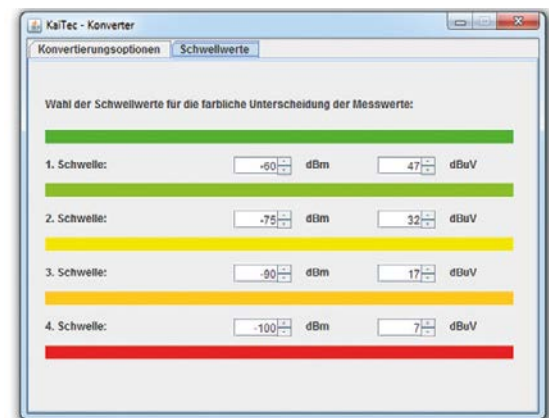 KaiTec - Konverter
Konvertierungsoptionen Schwellwerte
Wahl der Schwellwerte für die farbliche Unterscheidung der Messwerte:
1. Schwelle: -60 dBm 47 dBuV
2. Schwelle: -75 dBm 32 dBuV
3. Schwelle: -90 dBm 17 dBuV
4. Schwelle: -100 dBm 7 dBuV